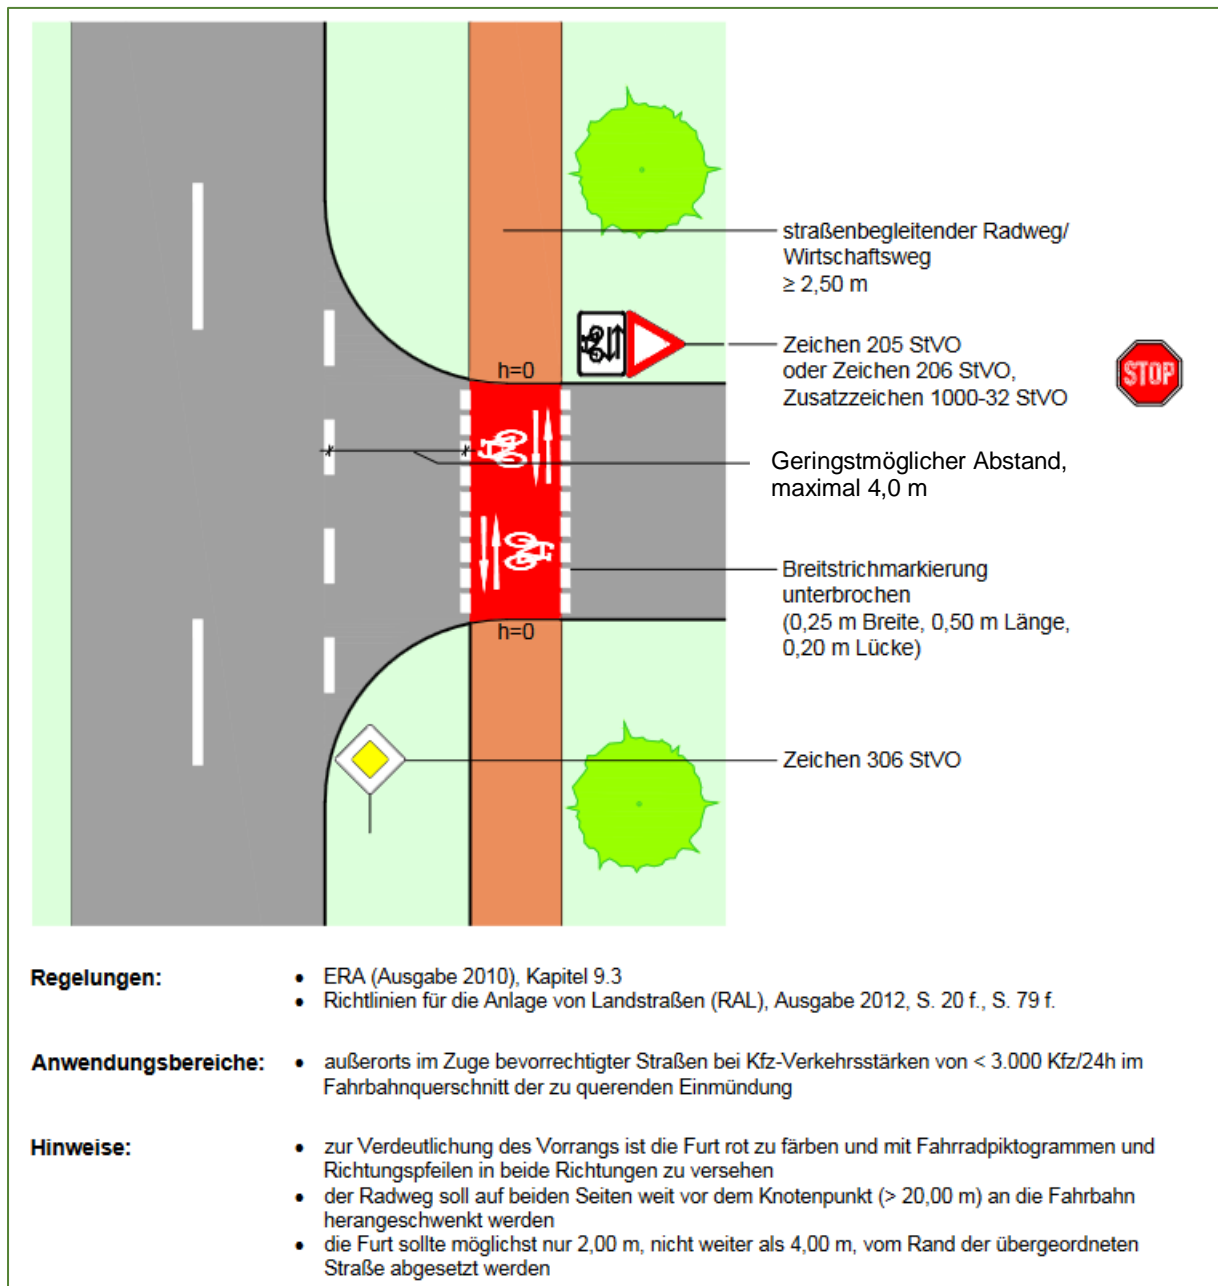 straßenbegleitender Radweg/
Wirtschaftsweg
≥ 2,50 m
Zeichen 205 StVO
oder Zeichen 206 StVO,
Zusatzzeichen 1000-32 StVO
STOP
h=0
Geringstmöglicher Abstand,
maximal 4,0 m
Breitstrichmarkierung
unterbrochen
(0,25 m Breite, 0,50 m Länge,
0,20 m Lücke)
h=0
Zeichen 306 StVO
Regelungen:
• ERA (Ausgabe 2010), Kapitel 9.3
• Richtlinien für die Anlage von Landstraßen (RAL), Ausgabe 2012, S. 20 f., S. 79 f.
Anwendungsbereiche:
• außerorts im Zuge bevorrechtigter Straßen bei Kfz-Verkehrsstärken von < 3.000 Kfz/24h im
Fahrbahnquerschnitt der zu querenden Einmündung
Hinweise:
• zur Verdeutlichung des Vorrangs ist die Furt rot zu färben und mit Fahrradpiktogrammen und
Richtungspfeilen in beide Richtungen zu versehen
• der Radweg soll auf beiden Seiten weit vor dem Knotenpunkt (> 20,00 m) an die Fahrbahn
herangeschwenkt werden
• die Furt sollte möglichst nur 2,00 m, nicht weiter als 4,00 m, vom Rand der übergeordneten
Straße abgesetzt werden